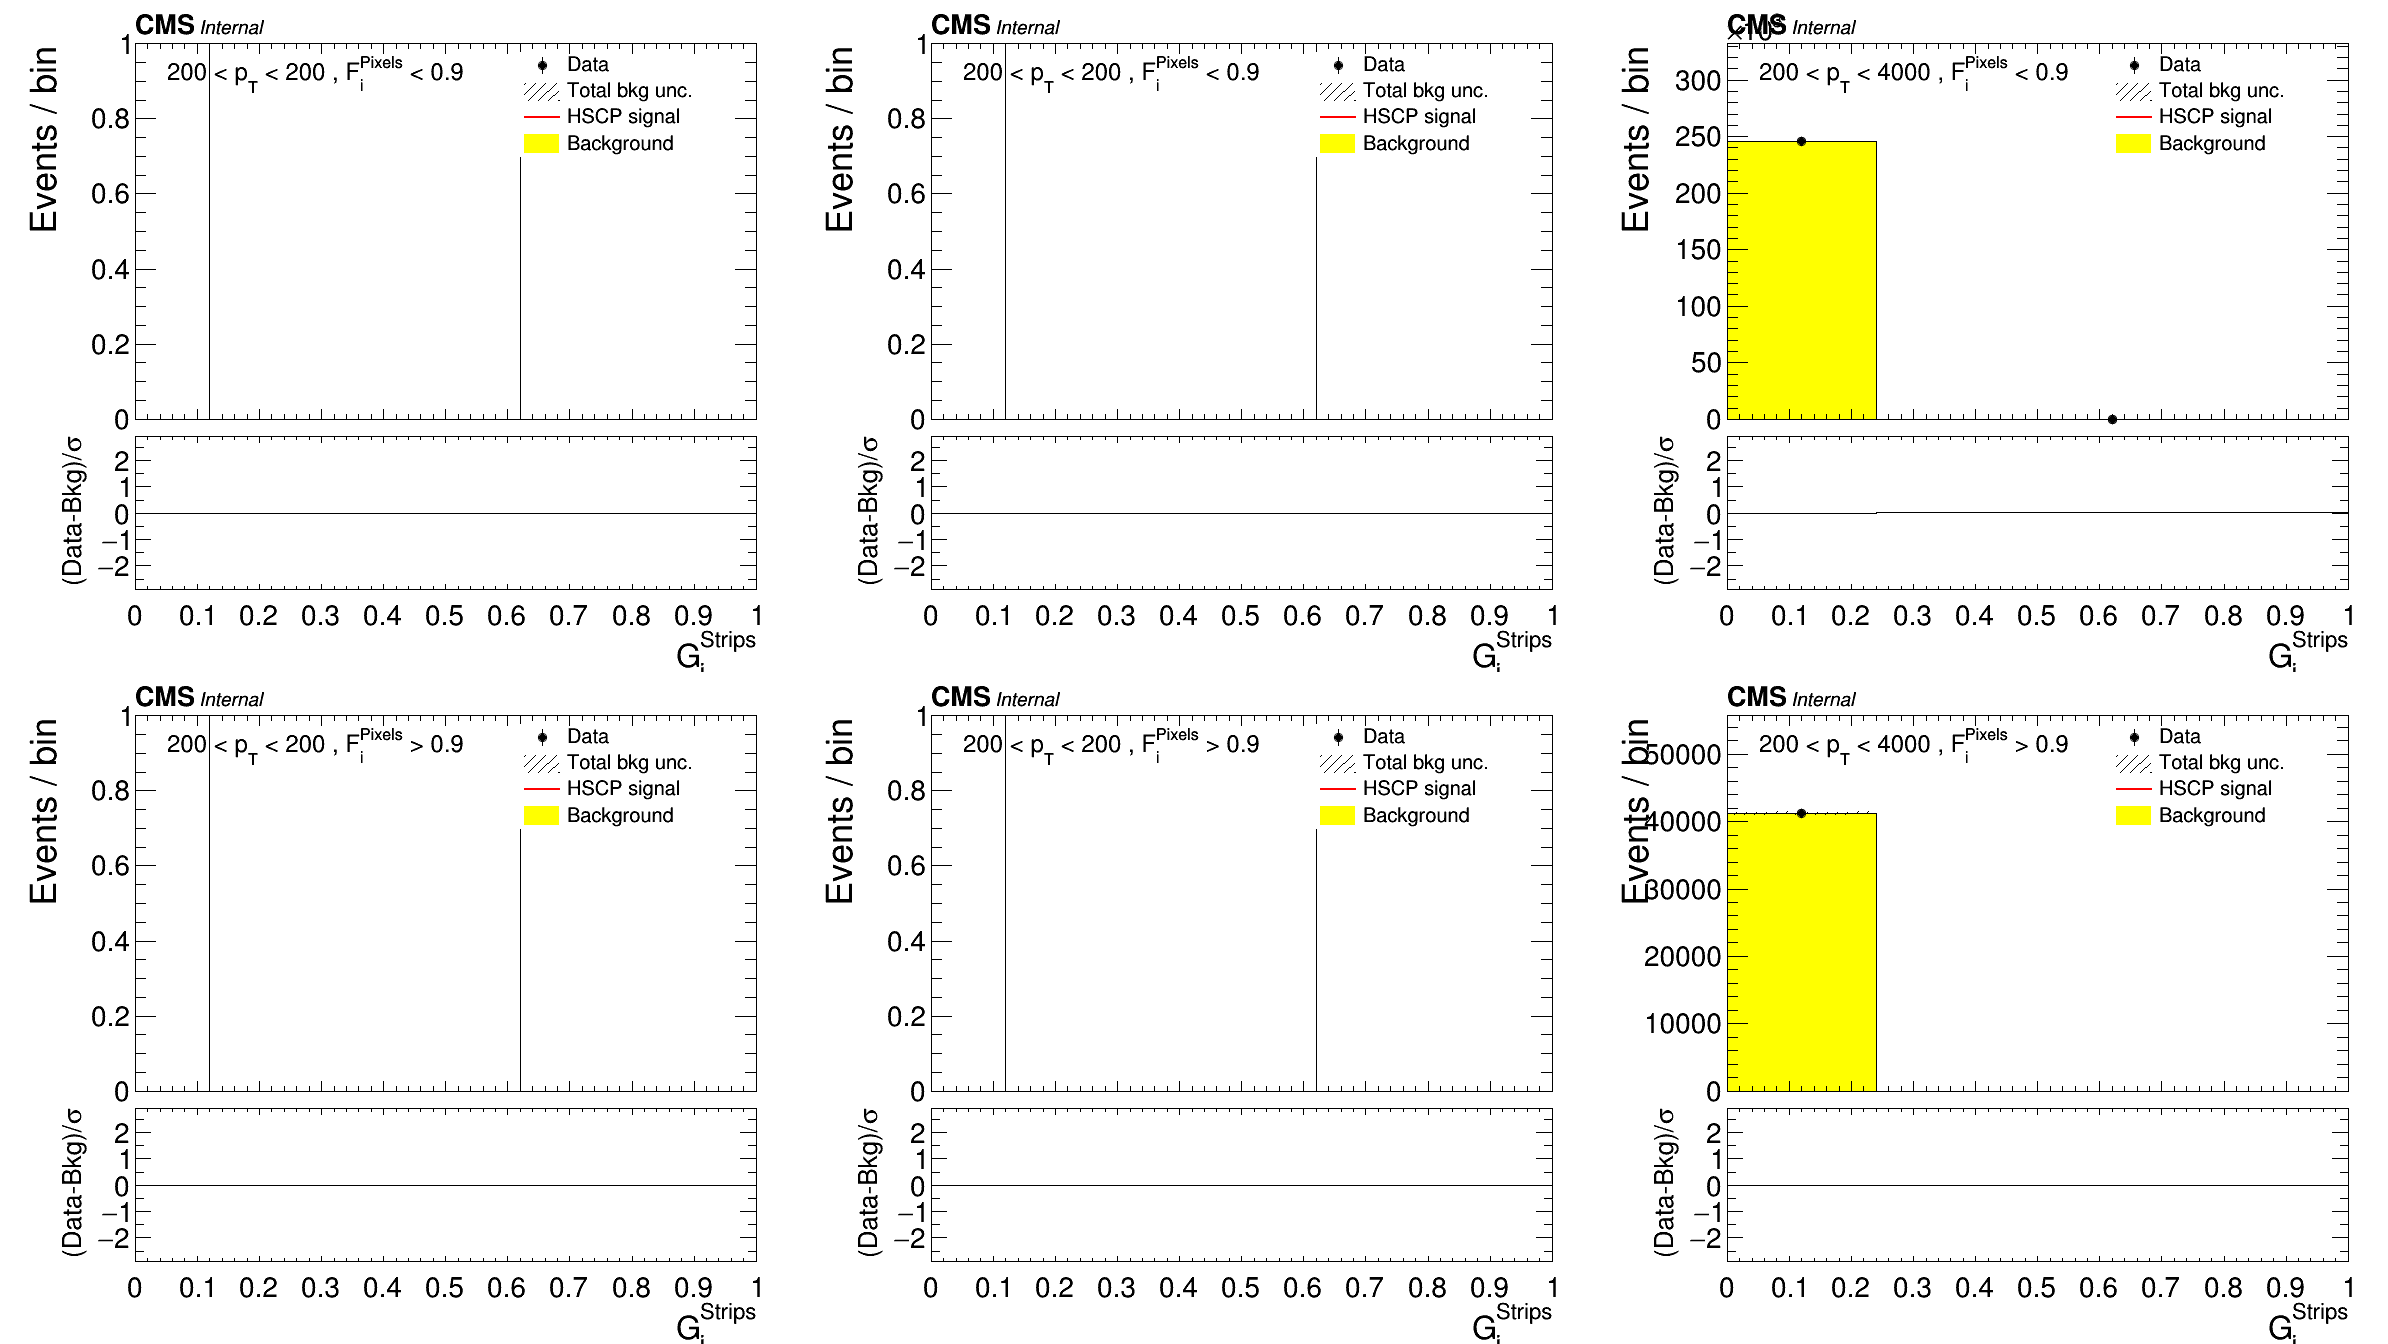 CMS Internal
Events / bin
200 < p_T < 200 , F_i^Pixels < 0.9
Data
Total bkg unc.
HSCP signal
Background
1
0.8
0.6
0.4
0.2
0
(Data-Bkg)/σ
2
1
0
−1
−2
0 0.1 0.2 0.3 0.4 0.5 0.6 0.7 0.8 0.9 1
G_i^Strips
CMS Internal
Events / bin
200 < p_T < 200 , F_i^Pixels < 0.9
Data
Total bkg unc.
HSCP signal
Background
1
0.8
0.6
0.4
0.2
0
(Data-Bkg)/σ
2
1
0
−1
−2
0 0.1 0.2 0.3 0.4 0.5 0.6 0.7 0.8 0.9 1
G_i^Strips
CMS Internal
Events / bin
200 < p_T < 4000 , F_i^Pixels < 0.9
Data
Total bkg unc.
HSCP signal
Background
300
250
200
150
100
50
0
(Data-Bkg)/σ
2
1
0
−1
−2
0 0.1 0.2 0.3 0.4 0.5 0.6 0.7 0.8 0.9 1
G_i^Strips
CMS Internal
Events / bin
200 < p_T < 200 , F_i^Pixels > 0.9
Data
Total bkg unc.
HSCP signal
Background
1
0.8
0.6
0.4
0.2
0
(Data-Bkg)/σ
2
1
0
−1
−2
0 0.1 0.2 0.3 0.4 0.5 0.6 0.7 0.8 0.9 1
G_i^Strips
CMS Internal
Events / bin
200 < p_T < 200 , F_i^Pixels > 0.9
Data
Total bkg unc.
HSCP signal
Background
1
0.8
0.6
0.4
0.2
0
(Data-Bkg)/σ
2
1
0
−1
−2
0 0.1 0.2 0.3 0.4 0.5 0.6 0.7 0.8 0.9 1
G_i^Strips
CMS Internal
Events / bin
200 < p_T < 4000 , F_i^Pixels > 0.9
Data
Total bkg unc.
HSCP signal
Background
50000
40000
30000
20000
10000
0
(Data-Bkg)/σ
2
1
0
−1
−2
0 0.1 0.2 0.3 0.4 0.5 0.6 0.7 0.8 0.9 1
G_i^Strips